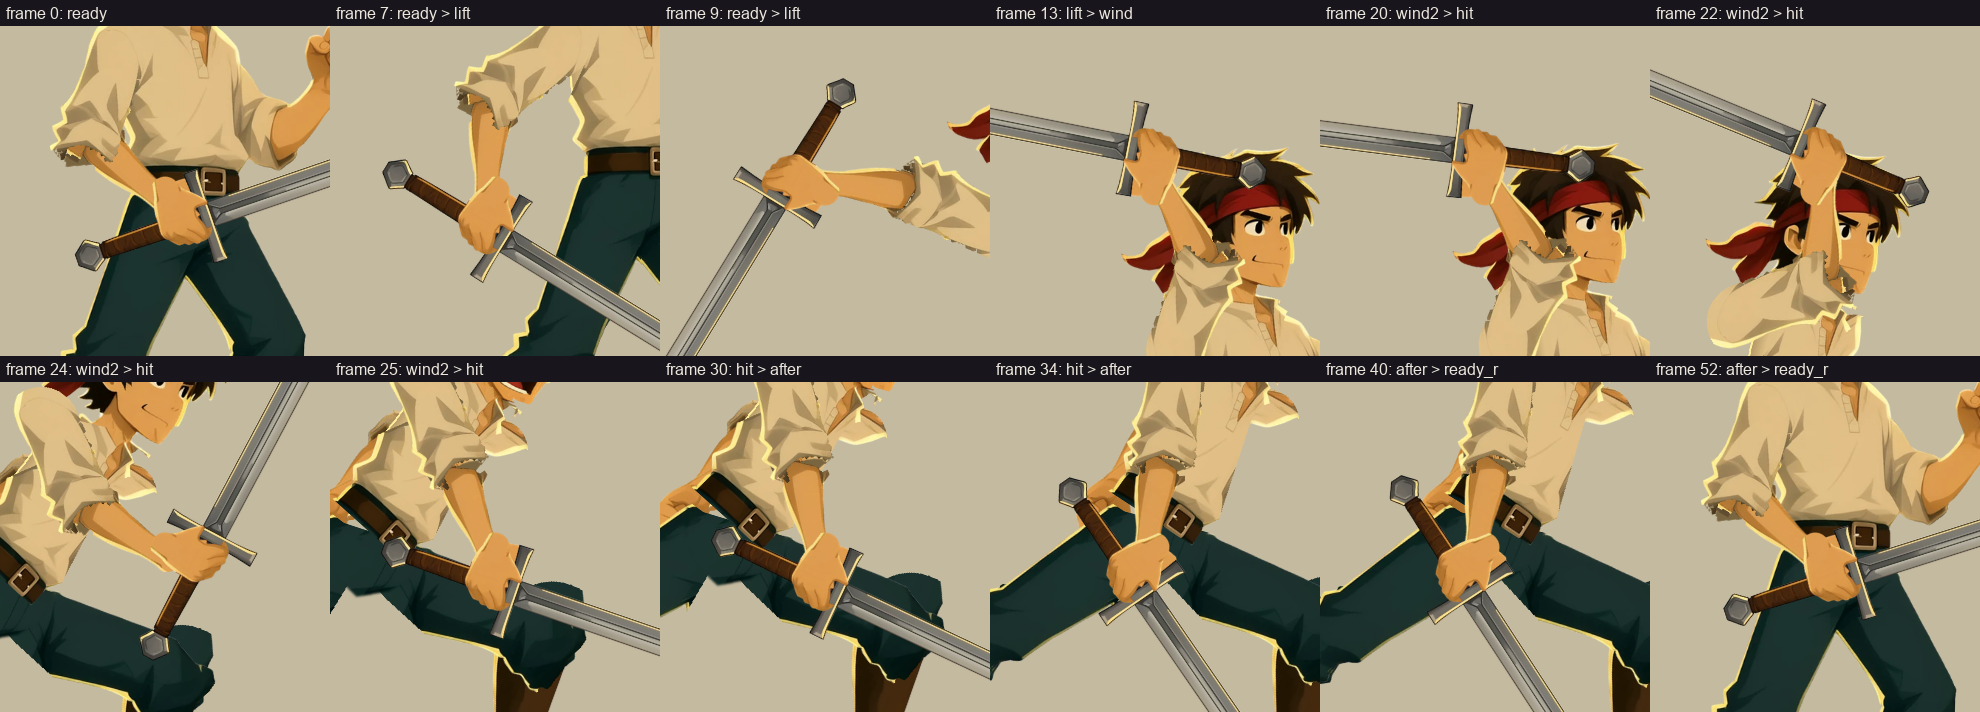 frame 0: ready
frame 7: ready > lift
frame 9: ready > lift
frame 13: lift > wind
frame 20: wind2 > hit
frame 22: wind2 > hit
frame 24: wind2 > hit
frame 25: wind2 > hit
frame 30: hit > after
frame 34: hit > after
frame 40: after > ready_r
frame 52: after > ready_r